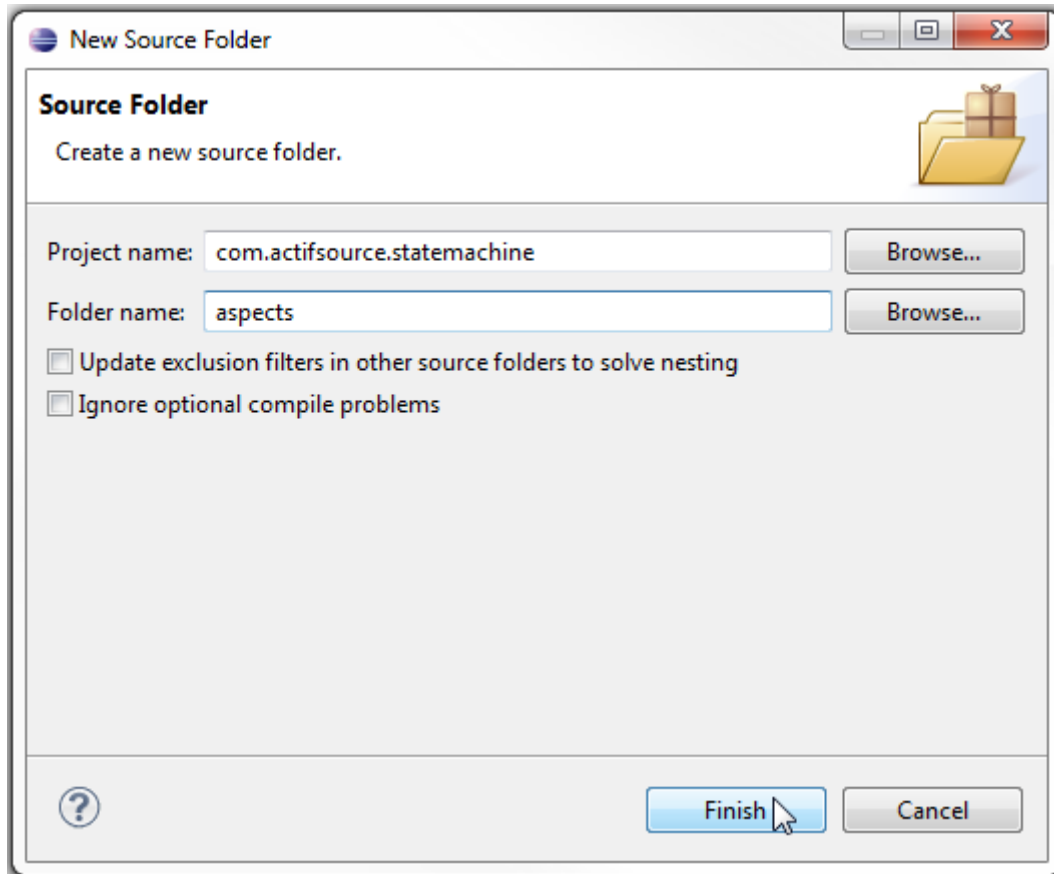 New Source Folder
Source Folder
Create a new source folder.
Project name: com.actifsource.statemachine Browse...
Folder name: aspects Browse...
Update exclusion filters in other source folders to solve nesting
Ignore optional compile problems
? Finish Cancel